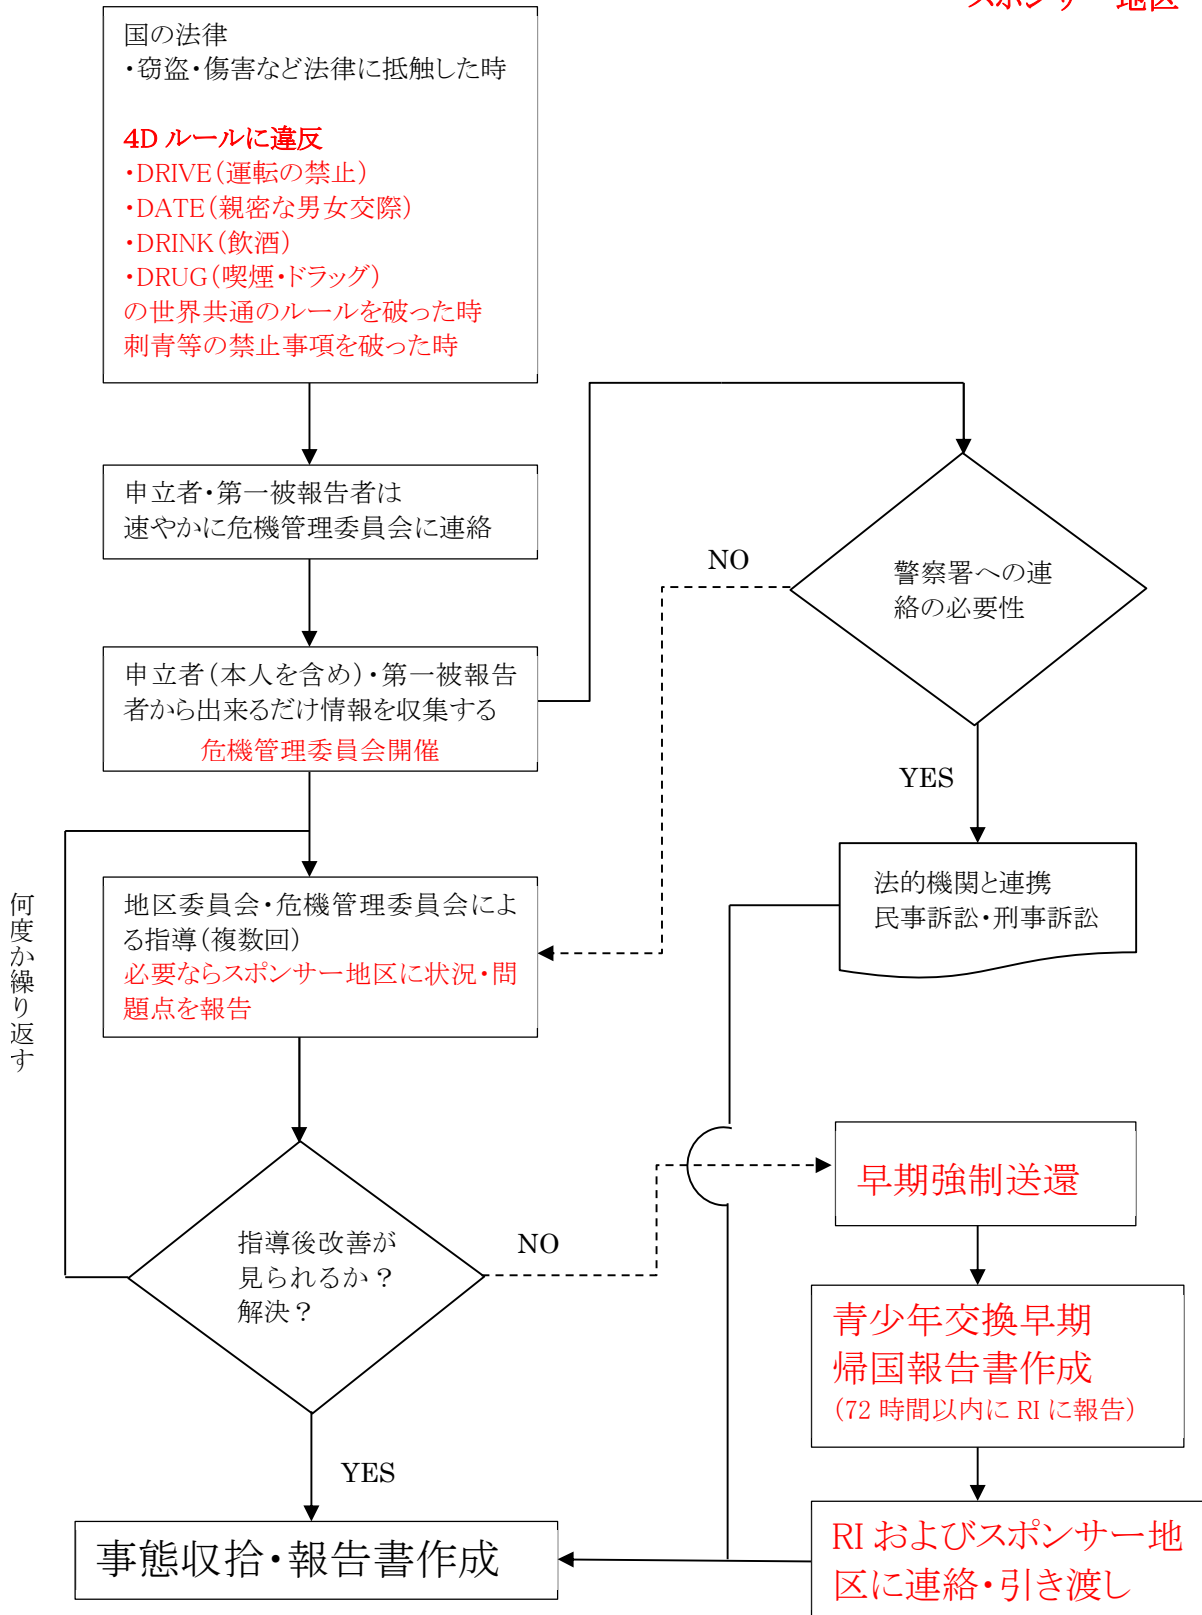 スポンサー地区
国の法律
・窃盗・傷害など法律に抵触した時
4D ルールに違反
・DRIVE(運転の禁止)
・DATE(親密な男女交際)
・DRINK(飲酒)
・DRUG(喫煙・ドラッグ)
の世界共通のルールを破った時
刺青等の禁止事項を破った時
申立者・第一被報告者は
速やかに危機管理委員会に連絡
NO
警察署への連
絡の必要性
申立者(本人を含め)・第一被報告
者から出来るだけ情報を収集する
危機管理委員会開催
YES
法的機関と連携
民事訴訟・刑事訴訟
何度か繰り返す
地区委員会・危機管理委員会によ
る指導(複数回)
必要ならスポンサー地区に状況・問
題点を報告
早期強制送還
指導後改善が
見られるか?
解決?
NO
青少年交換早期
帰国報告書作成
(72 時間以内に RI に報告)
YES
事態収拾・報告書作成
RI およびスポンサー地
区に連絡・引き渡し